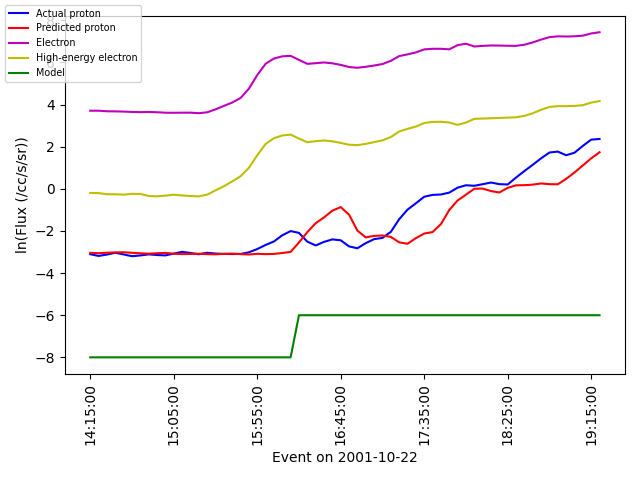 Actual proton
Predicted proton
Electron
High-energy electron
Model
8
6
4
2
0
−2
−4
−6
−8
ln(Flux (/cc/s/sr))
14:15:00
15:05:00
15:55:00
16:45:00
17:35:00
18:25:00
19:15:00
Event on 2001-10-22